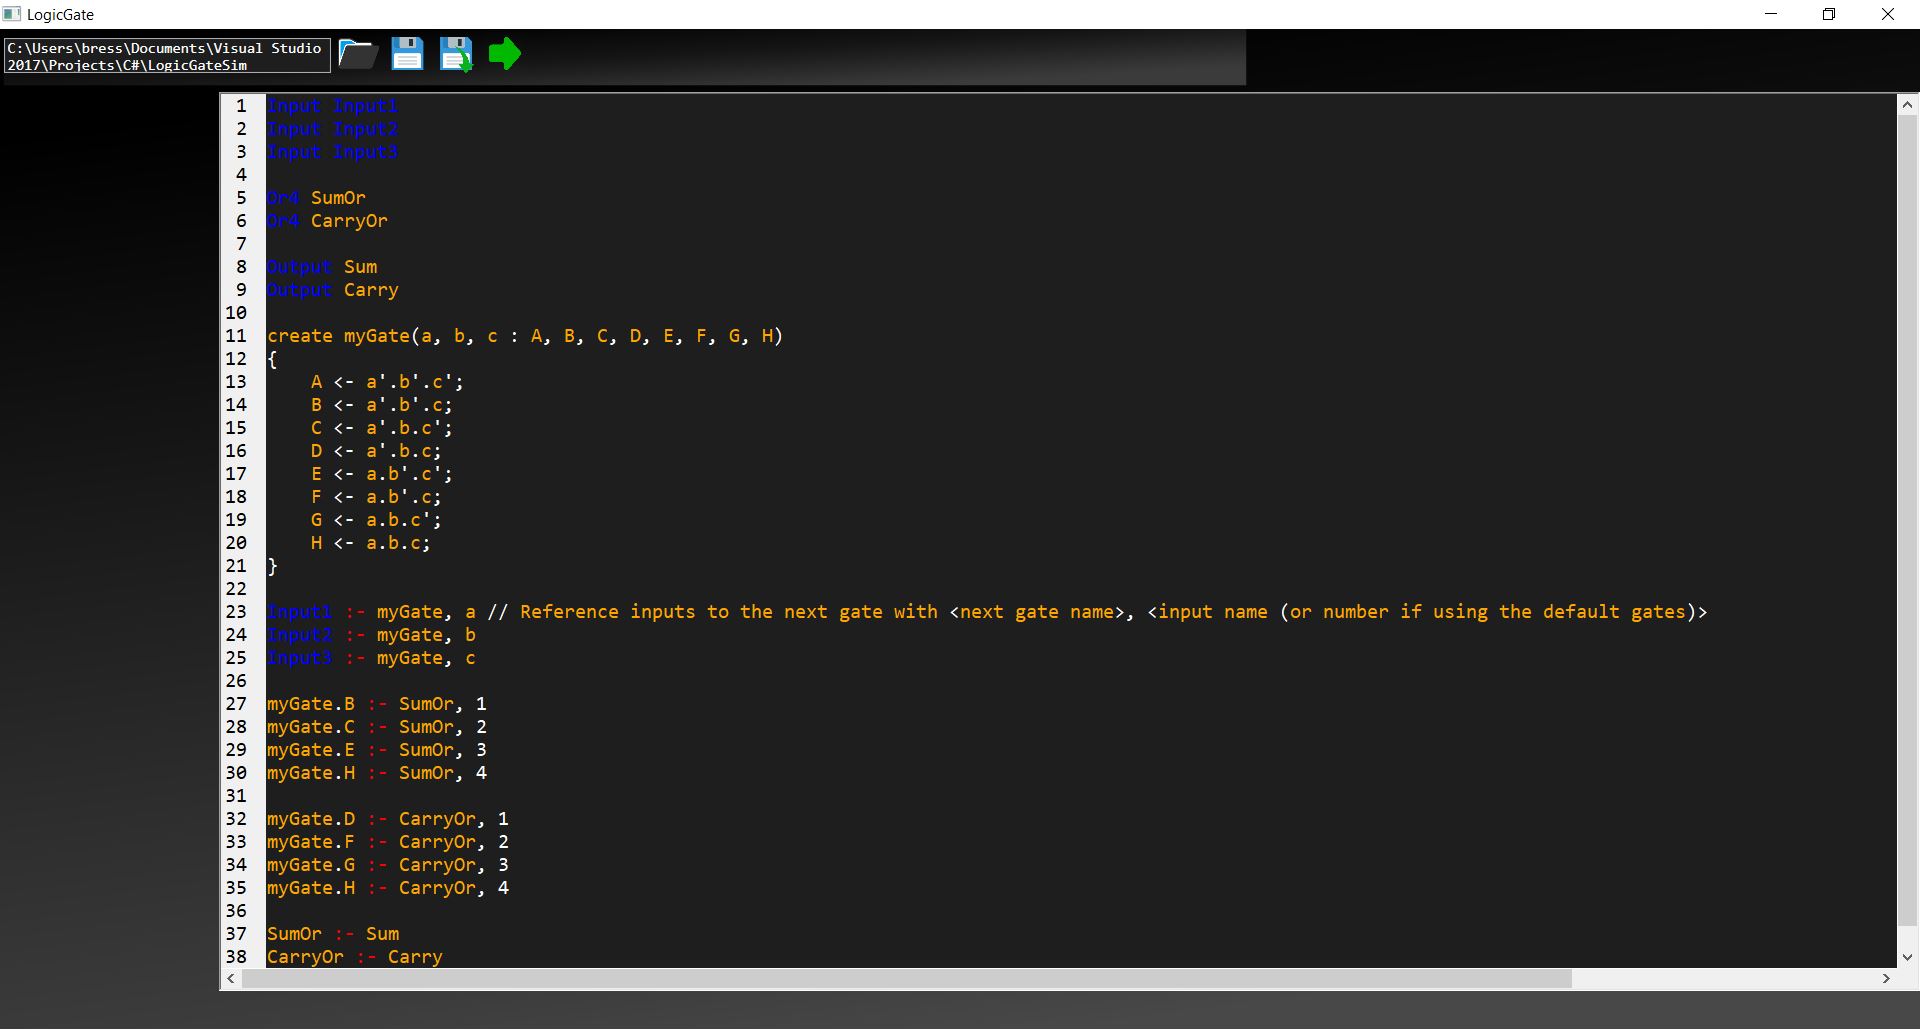 LogicGate
C:\Users\bress\Documents\Visual Studio
2017\Projects\C#\LogicGateSim
1 Input Input1
2 Input Input2
3 Input Input3
4
5 Or4 SumOr
6 Or4 CarryOr
7
8 Output Sum
9 Output Carry
10
11 create myGate(a, b, c : A, B, C, D, E, F, G, H)
12 {
13     A <- a'.b'.c';
14     B <- a'.b'.c;
15     C <- a'.b.c';
16     D <- a'.b.c;
17     E <- a.b'.c';
18     F <- a.b'.c;
19     G <- a.b.c';
20     H <- a.b.c;
21 }
22
23 Input1 :- myGate, a // Reference inputs to the next gate with <next gate name>, <input name (or number if using the default gates)>
24 Input2 :- myGate, b
25 Input3 :- myGate, c
26
27 myGate.B :- SumOr, 1
28 myGate.C :- SumOr, 2
29 myGate.E :- SumOr, 3
30 myGate.H :- SumOr, 4
31
32 myGate.D :- CarryOr, 1
33 myGate.F :- CarryOr, 2
34 myGate.G :- CarryOr, 3
35 myGate.H :- CarryOr, 4
36
37 SumOr :- Sum
38 CarryOr :- Carry